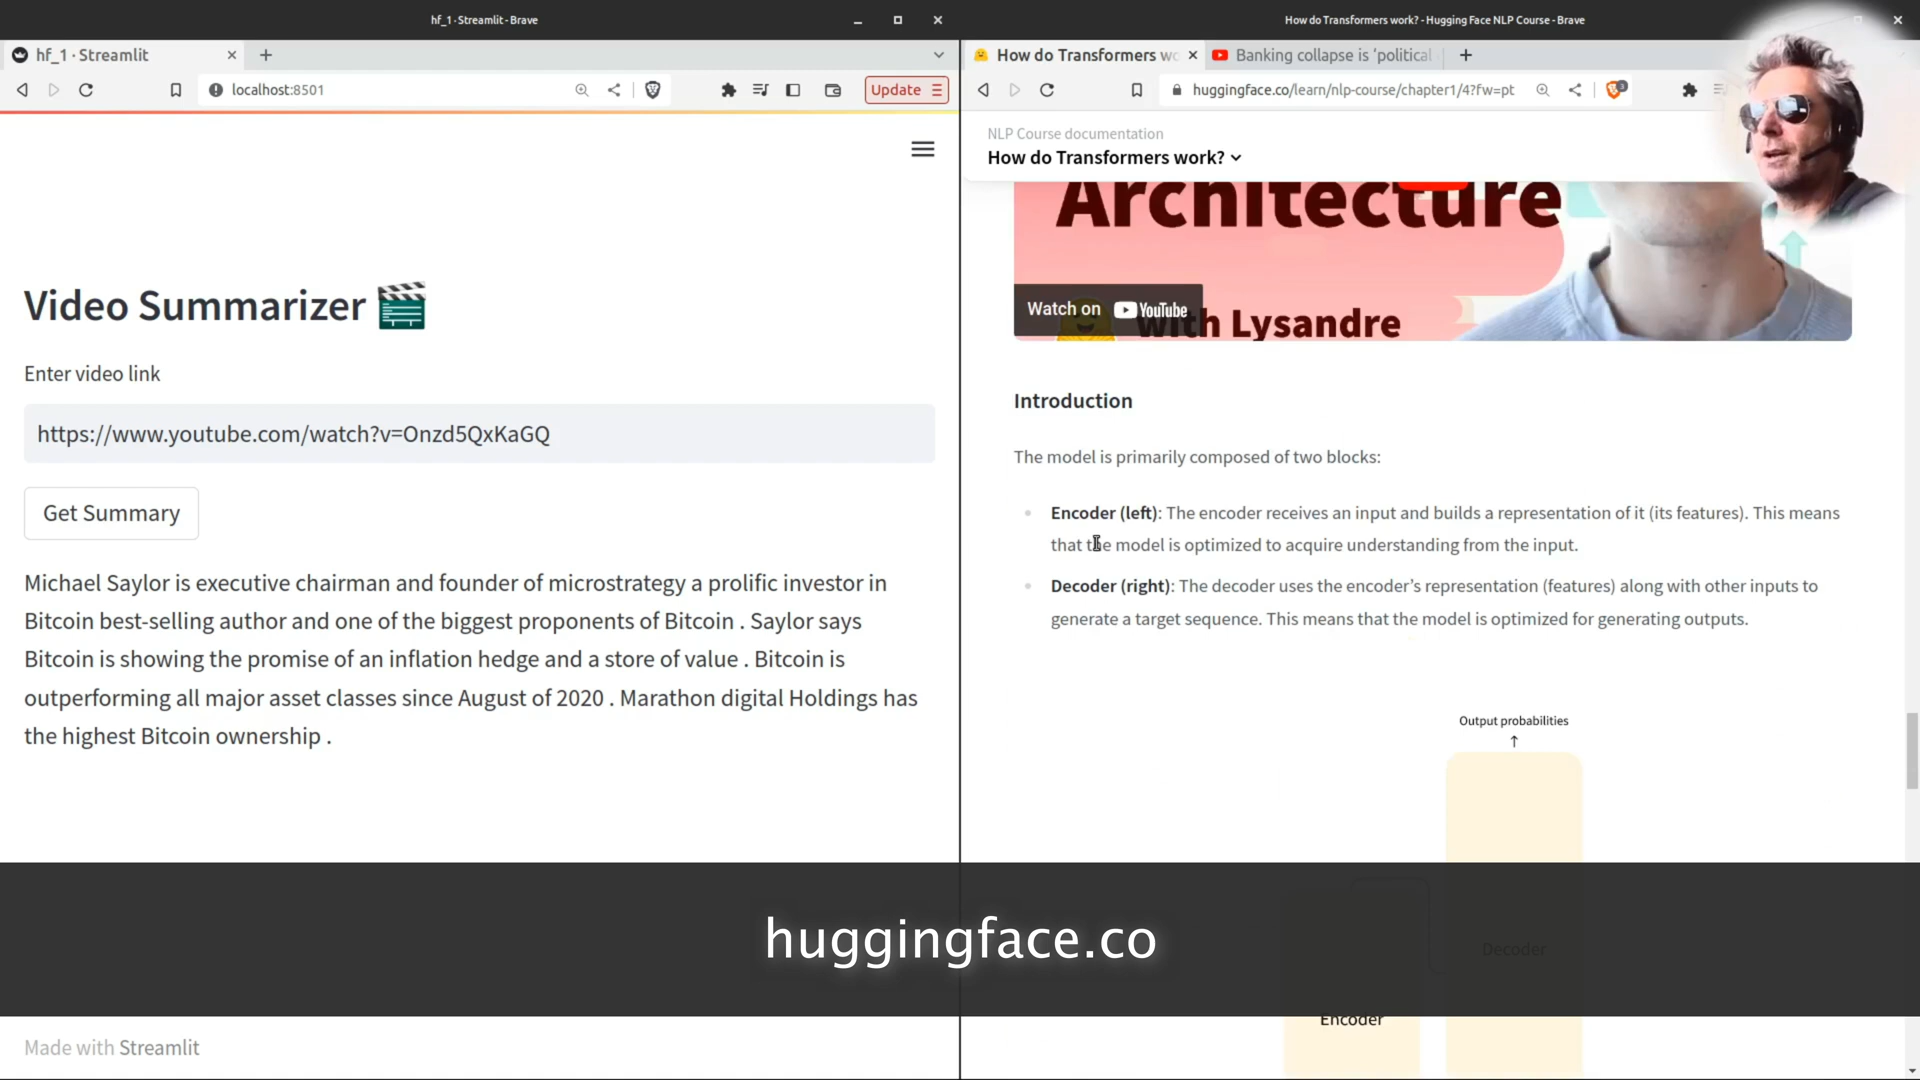 hf_1 · Streamlit - Brave
hf_1 · Streamlit
localhost:8501
Update
Video Summarizer
Enter video link
https://www.youtube.com/watch?v=Onzd5QxKaGQ
Get Summary
Michael Saylor is executive chairman and founder of microstrategy a prolific investor in
Bitcoin best-selling author and one of the biggest proponents of Bitcoin . Saylor says
Bitcoin is showing the promise of an inflation hedge and a store of value . Bitcoin is
outperforming all major asset classes since August of 2020 . Marathon digital Holdings has
the highest Bitcoin ownership .
Made with Streamlit
How do Transformers work? - Hugging Face NLP Course - Brave
How do Transformers wo
Banking collapse is ‘political
huggingface.co/learn/nlp-course/chapter1/4?fw=pt
NLP Course documentation
How do Transformers work?
Architecture
Watch on YouTube
with Lysandre
Introduction
The model is primarily composed of two blocks:
Encoder (left): The encoder receives an input and builds a representation of it (its features). This means
that the model is optimized to acquire understanding from the input.
Decoder (right): The decoder uses the encoder’s representation (features) along with other inputs to
generate a target sequence. This means that the model is optimized for generating outputs.
Output probabilities
Decoder
Encoder
huggingface.co